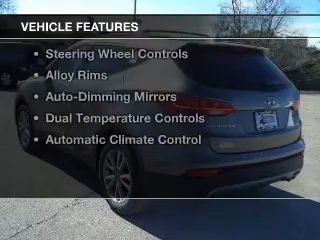 VEHICLE FEATURES
• Steering Wheel Controls
• Alloy Rims
• Auto-Dimming Mirrors
• Dual Temperature Controls
• Automatic Climate Control